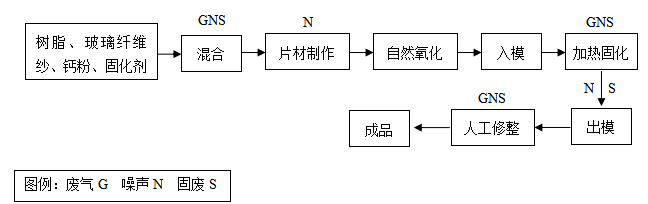 GNS
N
GNS
树脂、玻璃纤维
纱、钙粉、固化剂
混合
片材制作
自然氧化
入模
加热固化
N S
GNS
成品
人工修整
出模
图例：废气 G 噪声 N 固废 S